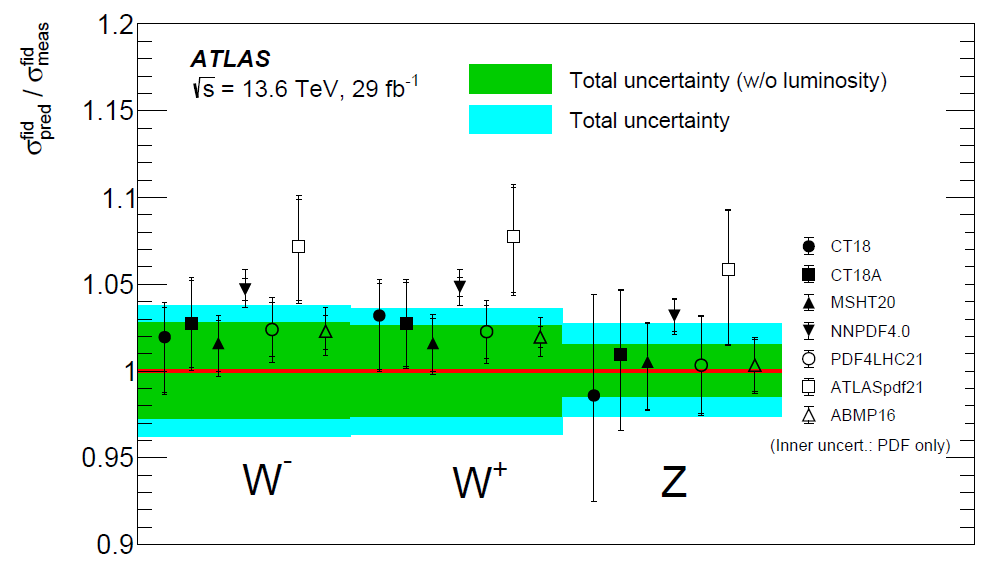 σ^fid_pred / σ^fid_meas
1.2
1.15
1.1
1.05
1
0.95
0.9
ATLAS
√s = 13.6 TeV, 29 fb^-1
Total uncertainty (w/o luminosity)
Total uncertainty
CT18
CT18A
MSHT20
NNPDF4.0
PDF4LHC21
ATLASpdf21
ABMP16
(Inner uncert.: PDF only)
W^- W^+ Z